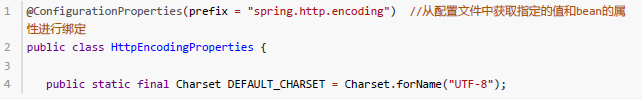 1 @ConfigurationProperties(prefix = "spring.http.encoding")  //从配置文件中获取指定的值和bean的属
性进行绑定
2 public class HttpEncodingProperties {
3
4    public static final Charset DEFAULT_CHARSET = Charset.forName("UTF-8");